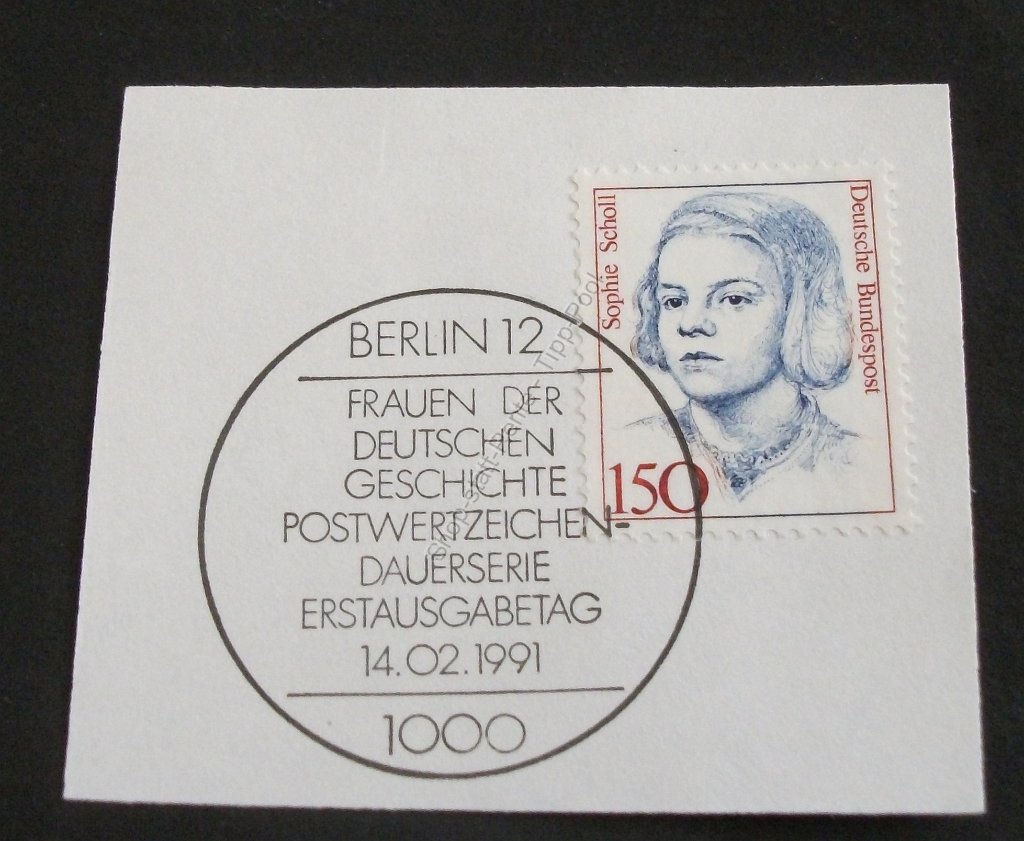 Sophie Scholl
Deutsche Bundespost
150
BERLIN 12
FRAUEN DER
DEUTSCHEN
GESCHICHTE
POSTWERTZEICHEN-
DAUERSERIE
ERSTAUSGABETAG
14.02.1991
1000